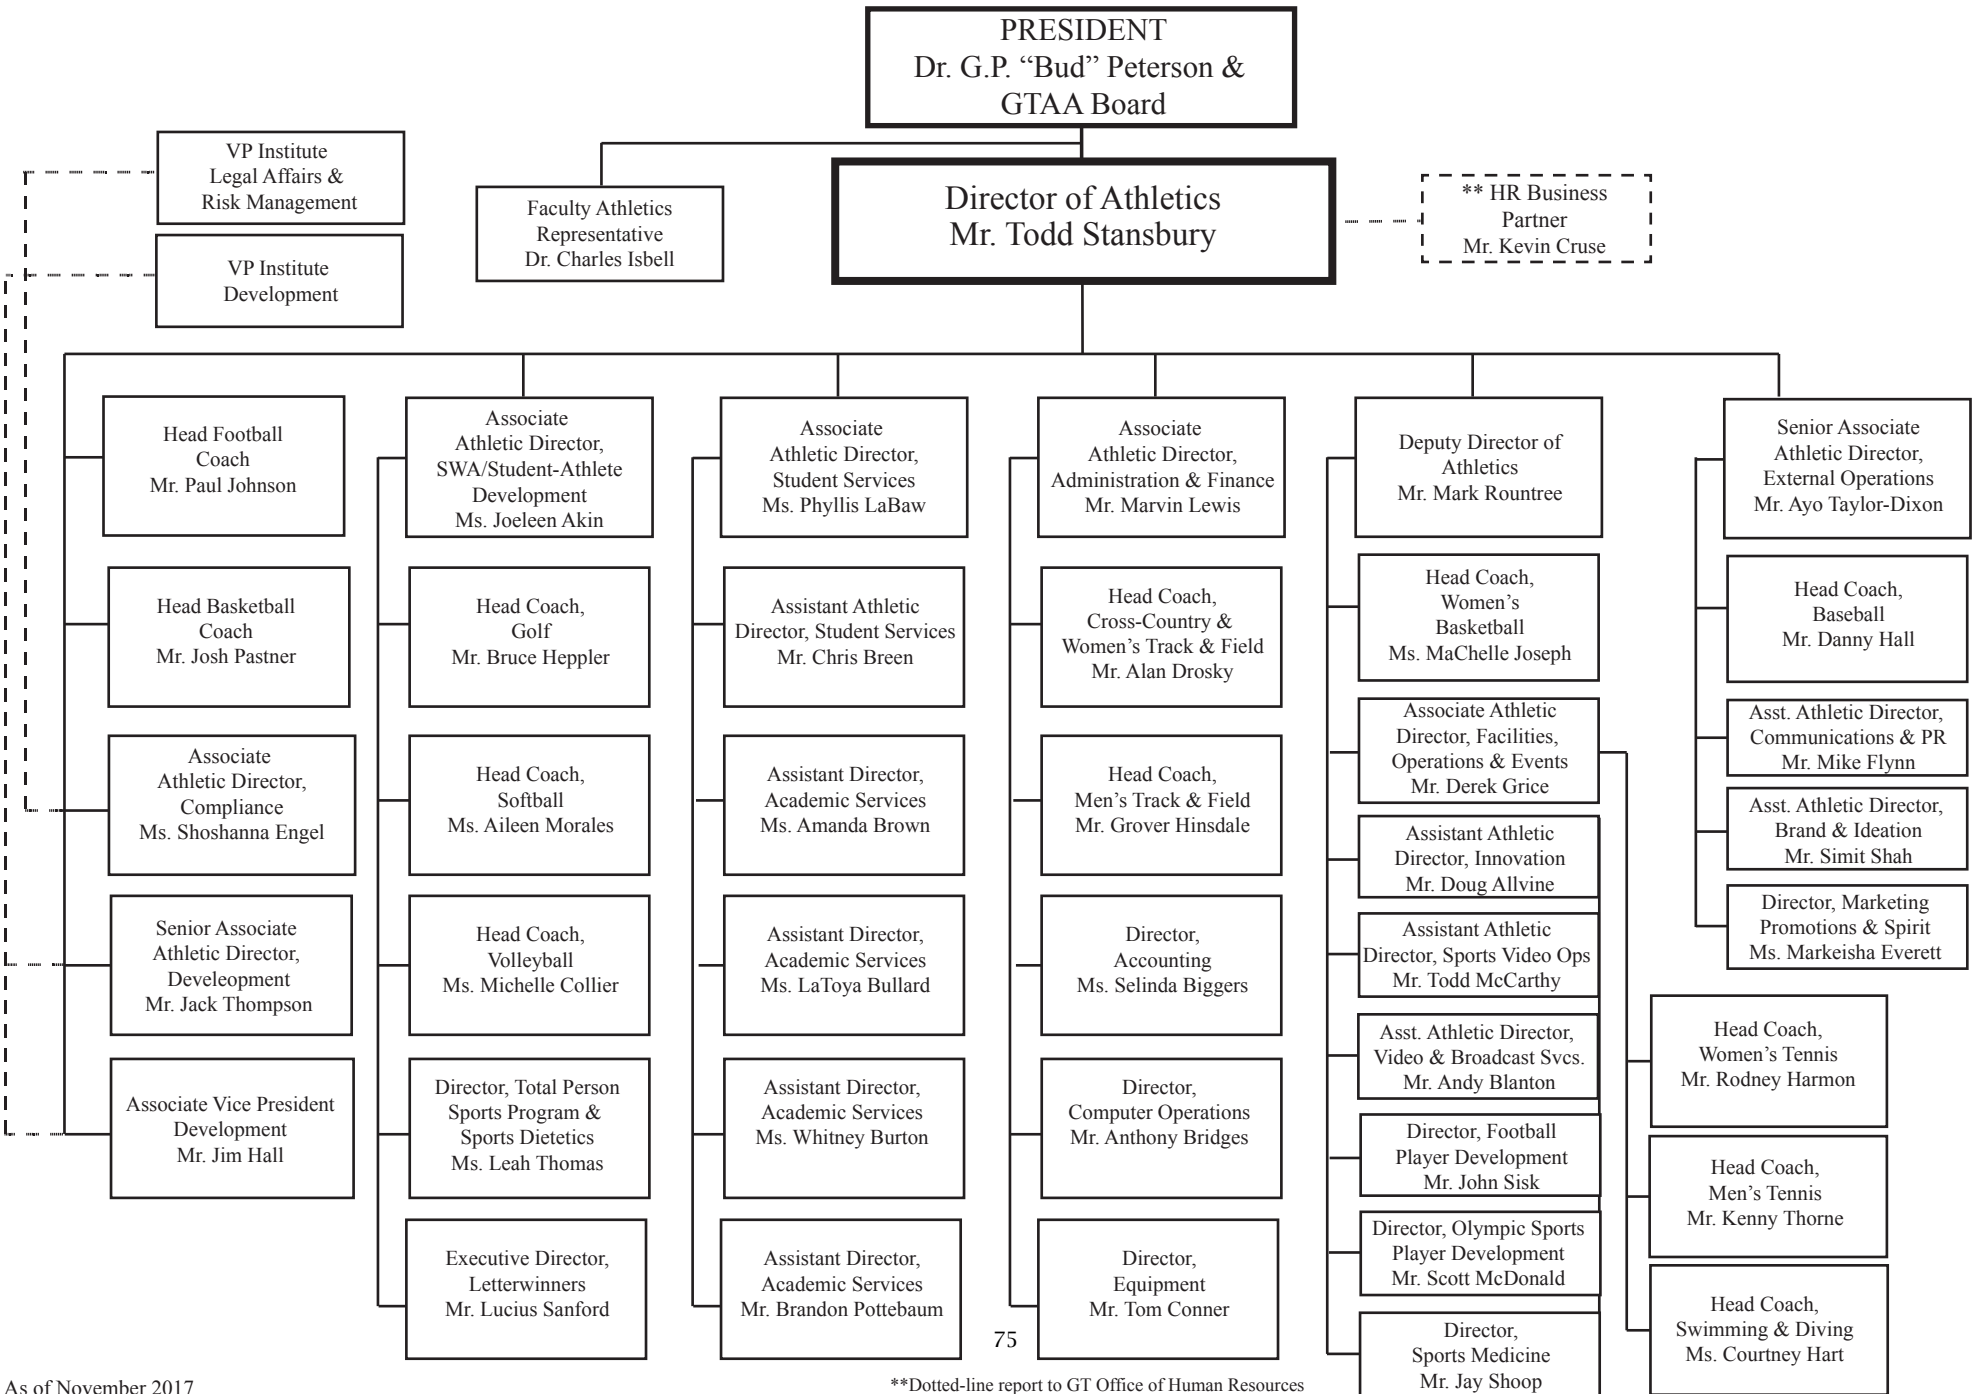 PRESIDENT
Dr. G.P. “Bud” Peterson &
GTAA Board
VP Institute
Legal Affairs &
Risk Management
VP Institute
Development
Faculty Athletics
Representative
Dr. Charles Isbell
Director of Athletics
Mr. Todd Stansbury
** HR Business
Partner
Mr. Kevin Cruse
Head Football
Coach
Mr. Paul Johnson
Head Basketball
Coach
Mr. Josh Pastner
Associate
Athletic Director,
Compliance
Ms. Shoshanna Engel
Senior Associate
Athletic Director,
Develeopment
Mr. Jack Thompson
Associate Vice President
Development
Mr. Jim Hall
Associate
Athletic Director,
SWA/Student-Athlete
Development
Ms. Joeleen Akin
Head Coach,
Golf
Mr. Bruce Heppler
Head Coach,
Softball
Ms. Aileen Morales
Head Coach,
Volleyball
Ms. Michelle Collier
Director, Total Person
Sports Program &
Sports Dietetics
Ms. Leah Thomas
Executive Director,
Letterwinners
Mr. Lucius Sanford
Associate
Athletic Director,
Student Services
Ms. Phyllis LaBaw
Assistant Athletic
Director, Student Services
Mr. Chris Breen
Assistant Director,
Academic Services
Ms. Amanda Brown
Assistant Director,
Academic Services
Ms. LaToya Bullard
Assistant Director,
Academic Services
Ms. Whitney Burton
Assistant Director,
Academic Services
Mr. Brandon Pottebaum
Associate
Athletic Director,
Administration & Finance
Mr. Marvin Lewis
Head Coach,
Cross-Country &
Women’s Track & Field
Mr. Alan Drosky
Head Coach,
Men’s Track & Field
Mr. Grover Hinsdale
Director,
Accounting
Ms. Selinda Biggers
Director,
Computer Operations
Mr. Anthony Bridges
Director,
Equipment
Mr. Tom Conner
Deputy Director of
Athletics
Mr. Mark Rountree
Head Coach,
Women’s
Basketball
Ms. MaChelle Joseph
Associate Athletic
Director, Facilities,
Operations & Events
Mr. Derek Grice
Assistant Athletic
Director, Innovation
Mr. Doug Allvine
Assistant Athletic
Director, Sports Video Ops
Mr. Todd McCarthy
Asst. Athletic Director,
Video & Broadcast Svcs.
Mr. Andy Blanton
Director, Football
Player Development
Mr. John Sisk
Director, Olympic Sports
Player Development
Mr. Scott McDonald
Director,
Sports Medicine
Mr. Jay Shoop
Senior Associate
Athletic Director,
External Operations
Mr. Ayo Taylor-Dixon
Head Coach,
Baseball
Mr. Danny Hall
Asst. Athletic Director,
Communications & PR
Mr. Mike Flynn
Asst. Athletic Director,
Brand & Ideation
Mr. Simit Shah
Director, Marketing
Promotions & Spirit
Ms. Markeisha Everett
Head Coach,
Women’s Tennis
Mr. Rodney Harmon
Head Coach,
Men’s Tennis
Mr. Kenny Thorne
Head Coach,
Swimming & Diving
Ms. Courtney Hart
75
As of November 2017
**Dotted-line report to GT Office of Human Resources